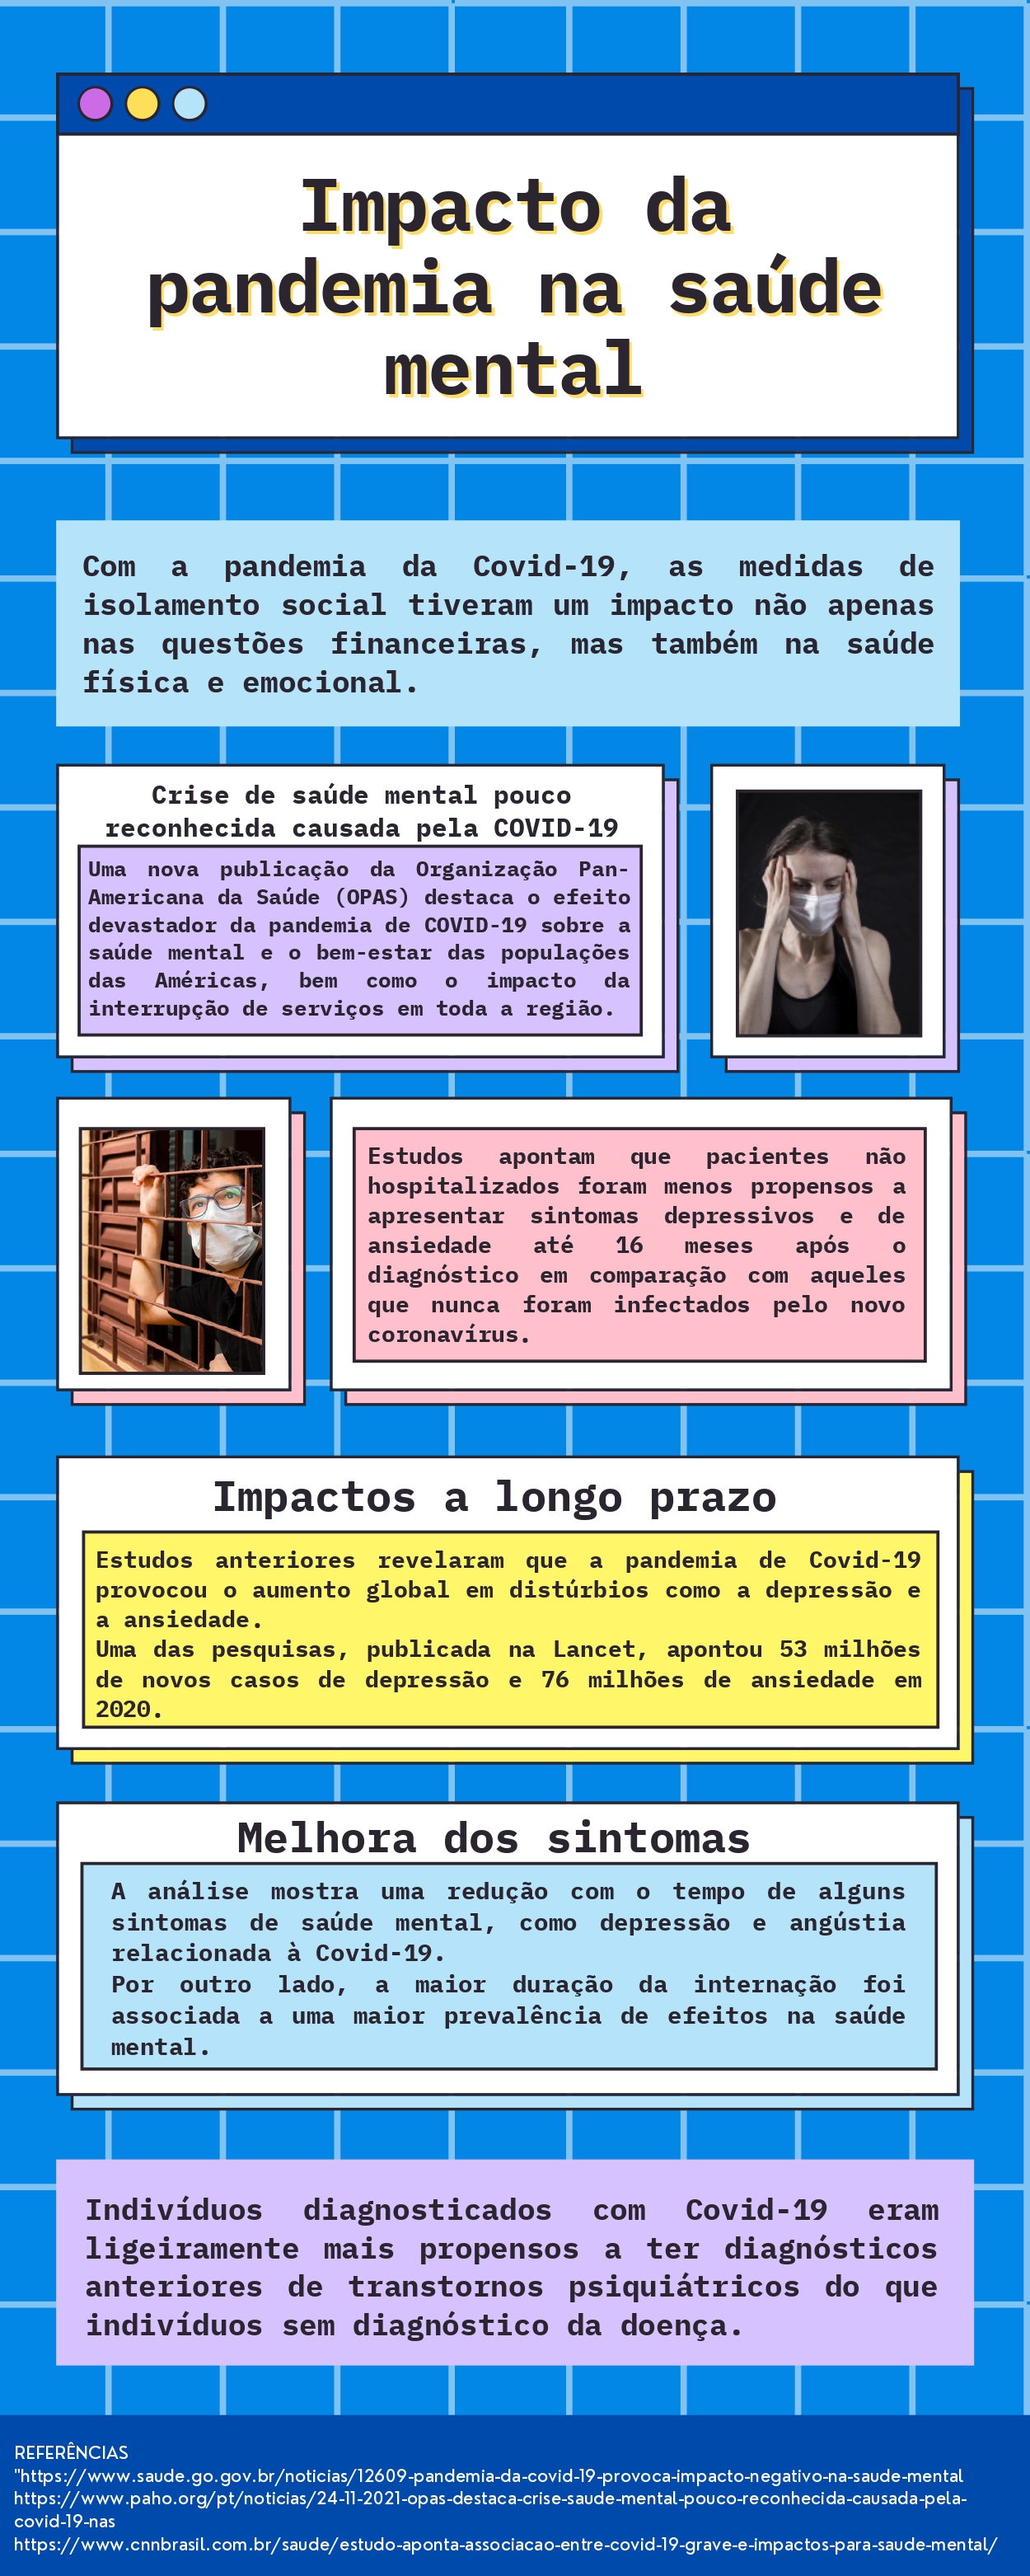 Impacto da
pandemia na saúde
mental
Com a pandemia da Covid-19, as medidas de
isolamento social tiveram um impacto não apenas
nas questões financeiras, mas também na saúde
física e emocional.
Crise de saúde mental pouco
reconhecida causada pela COVID-19
Uma nova publicação da Organização Pan-
Americana da Saúde (OPAS) destaca o efeito
devastador da pandemia de COVID-19 sobre a
saúde mental e o bem-estar das populações
das Américas, bem como o impacto da
interrupção de serviços em toda a região.
Estudos apontam que pacientes não
hospitalizados foram menos propensos a
apresentar sintomas depressivos e de
ansiedade até 16 meses após o
diagnóstico em comparação com aqueles
que nunca foram infectados pelo novo
coronavírus.
Impactos a longo prazo
Estudos anteriores revelaram que a pandemia de Covid-19
provocou o aumento global em distúrbios como a depressão e
a ansiedade.
Uma das pesquisas, publicada na Lancet, apontou 53 milhões
de novos casos de depressão e 76 milhões de ansiedade em
2020.
Melhora dos sintomas
A análise mostra uma redução com o tempo de alguns
sintomas de saúde mental, como depressão e angústia
relacionada à Covid-19.
Por outro lado, a maior duração da internação foi
associada a uma maior prevalência de efeitos na saúde
mental.
Indivíduos diagnosticados com Covid-19 eram
ligeiramente mais propensos a ter diagnósticos
anteriores de transtornos psiquiátricos do que
indivíduos sem diagnóstico da doença.
REFERÊNCIAS
"https://www.saude.go.gov.br/noticias/12609-pandemia-da-covid-19-provoca-impacto-negativo-na-saude-mental
https://www.paho.org/pt/noticias/24-11-2021-opas-destaca-crise-saude-mental-pouco-reconhecida-causada-pela-
covid-19-nas
https://www.cnnbrasil.com.br/saude/estudo-aponta-associacao-entre-covid-19-grave-e-impactos-para-saude-mental/